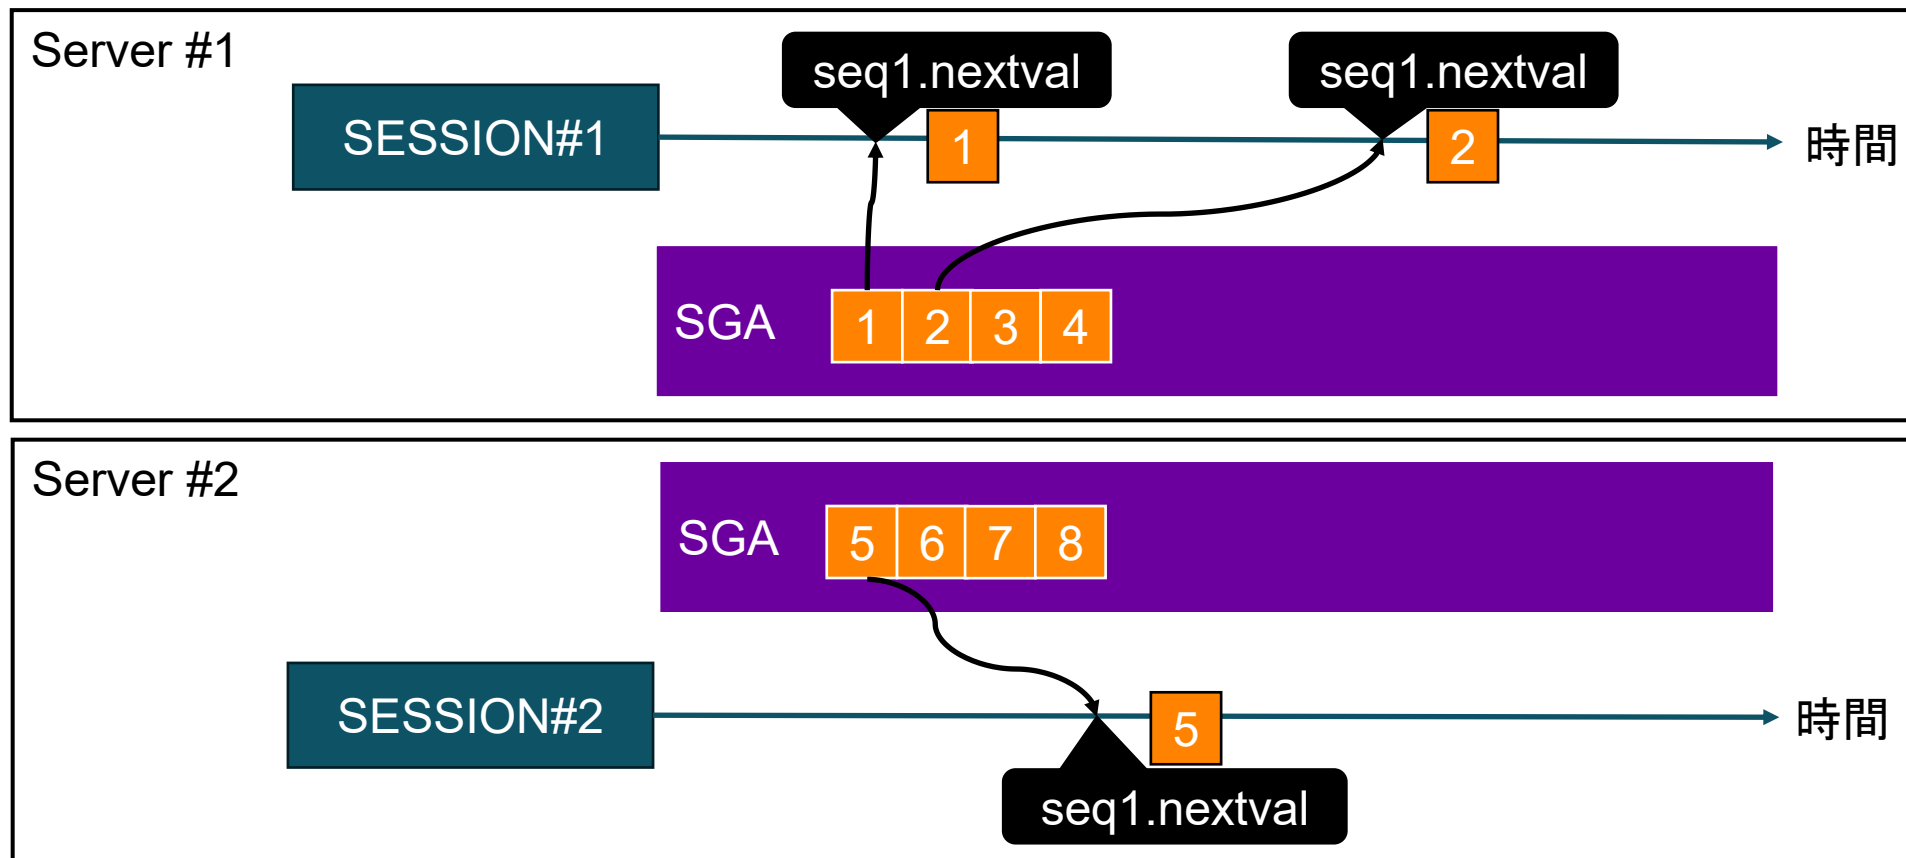 Server #1
seq1.nextval
seq1.nextval
SESSION#1
1
2
時間
SGA
1
2
3
4
Server #2
SGA
5
6
7
8
SESSION#2
5
時間
seq1.nextval